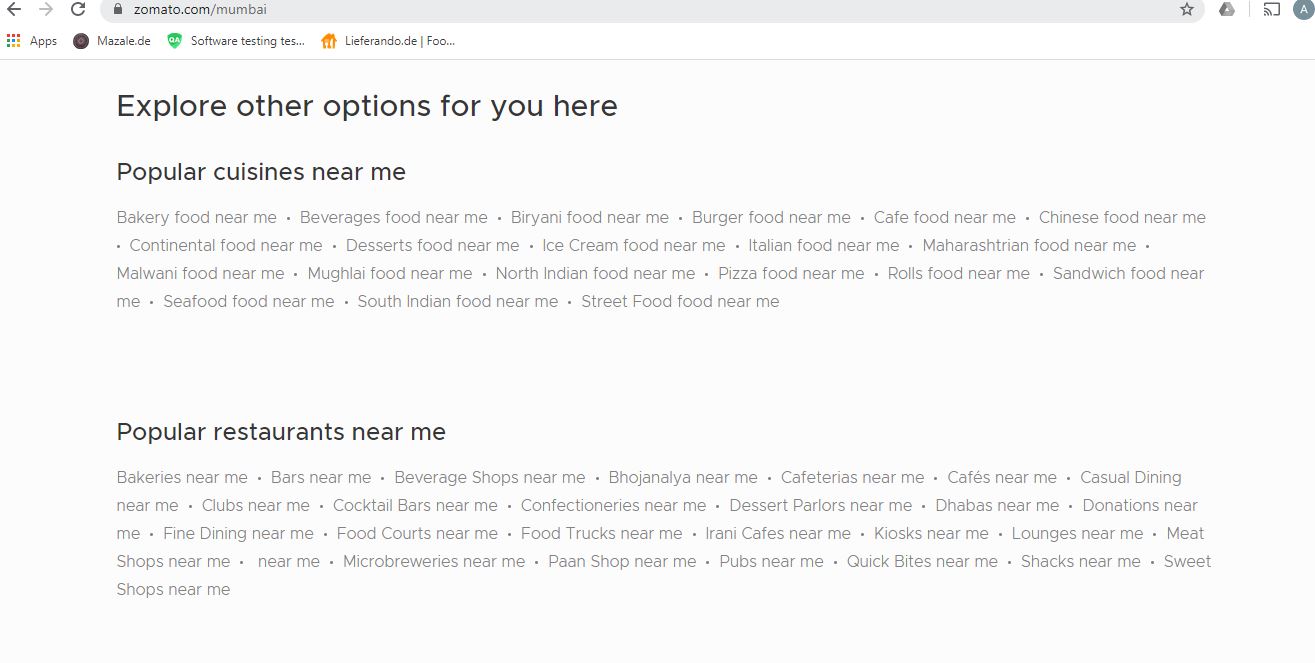 zomato.com/mumbai
A
Apps Mazale.de QA Software testing tes... Lieferando.de | Foo...
Explore other options for you here
Popular cuisines near me
Bakery food near me • Beverages food near me • Biryani food near me • Burger food near me • Cafe food near me • Chinese food near me
• Continental food near me • Desserts food near me • Ice Cream food near me • Italian food near me • Maharashtrian food near me •
Malwani food near me • Mughlai food near me • North Indian food near me • Pizza food near me • Rolls food near me • Sandwich food near
me • Seafood food near me • South Indian food near me • Street Food food near me
Popular restaurants near me
Bakeries near me • Bars near me • Beverage Shops near me • Bhojanalya near me • Cafeterias near me • Cafés near me • Casual Dining
near me • Clubs near me • Cocktail Bars near me • Confectioneries near me • Dessert Parlors near me • Dhabas near me • Donations near
me • Fine Dining near me • Food Courts near me • Food Trucks near me • Irani Cafes near me • Kiosks near me • Lounges near me • Meat
Shops near me • near me • Microbreweries near me • Paan Shop near me • Pubs near me • Quick Bites near me • Shacks near me • Sweet
Shops near me